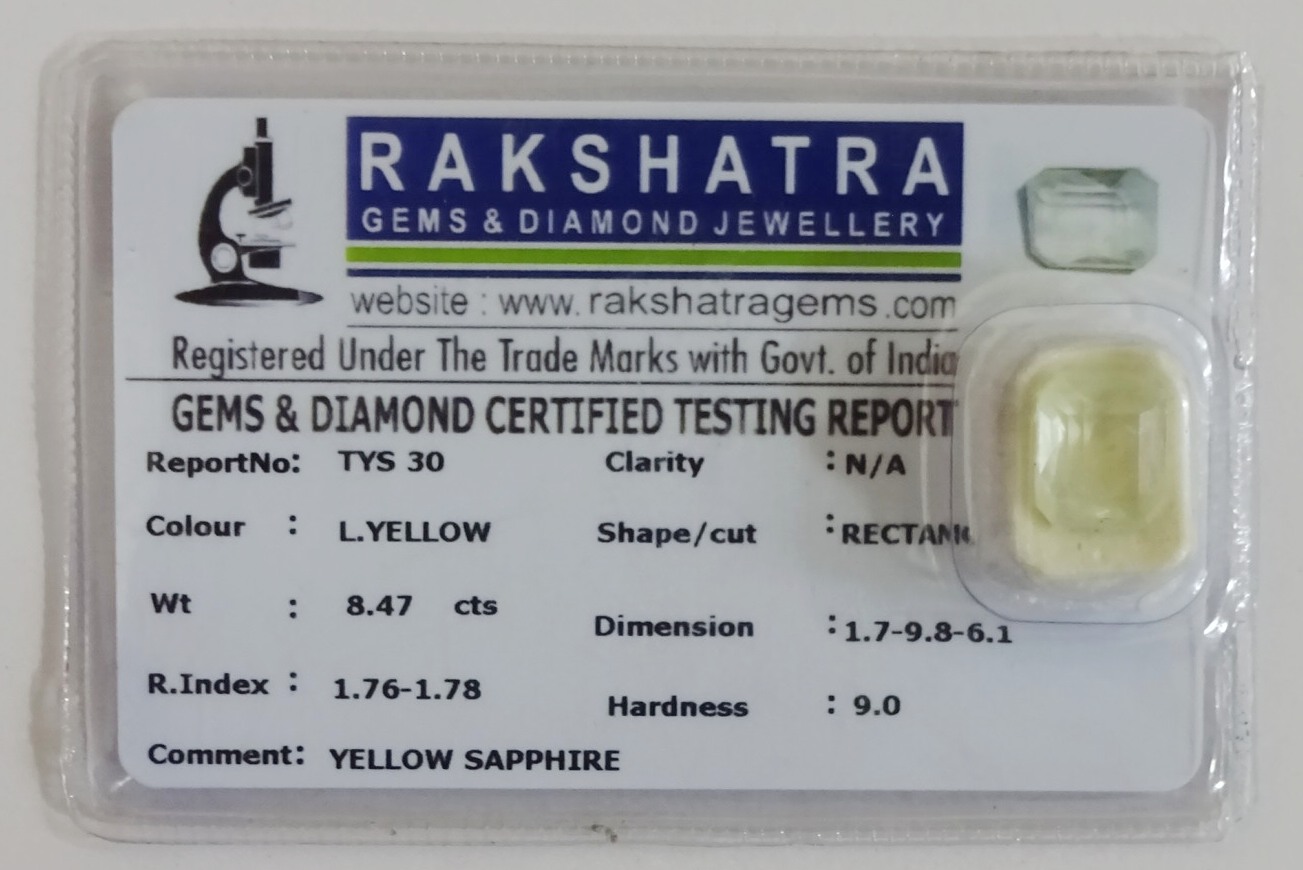 RAKSHATRA
GEMS & DIAMOND JEWELLERY
website : www.rakshatragems.com
Registered Under The Trade Marks with Govt. of India
GEMS & DIAMOND CERTIFIED TESTING REPORT
ReportNo: TYS 30 Clarity : N/A
Colour : L.YELLOW Shape/cut :
Wt : 8.47 cts Dimension : 1.7-9.8-6.1
R.Index : 1.76-1.78 Hardness : 9.0
Comment: YELLOW SAPPHIRE